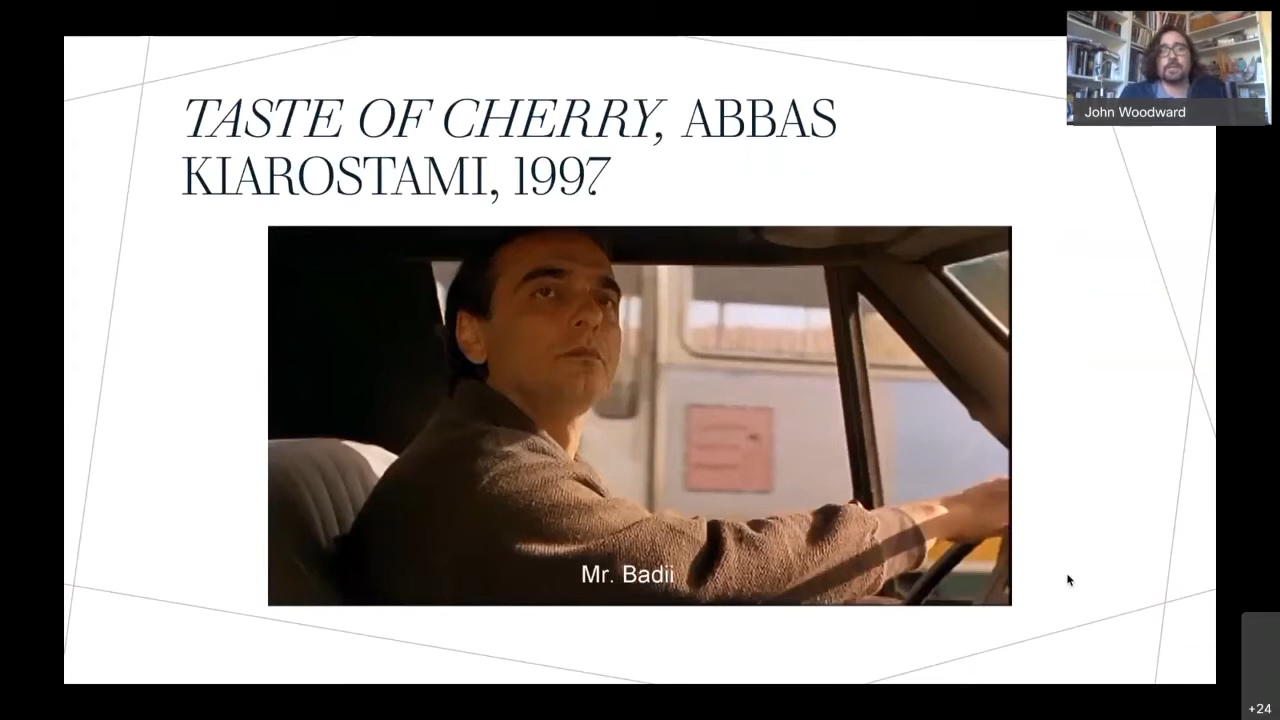 TASTE OF CHERRY, ABBAS
KIAROSTAMI, 1997
John Woodward
Mr. Badii
+24